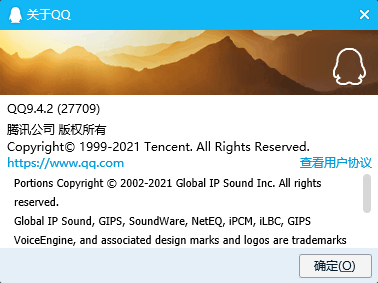 关于QQ
QQ9.4.2 (27709)
腾讯公司 版权所有
Copyright© 1999-2021 Tencent. All Rights Reserved.
https://www.qq.com 查看用户协议
Portions Copyright © 2002-2021 Global IP Sound Inc. All rights
reserved.
Global IP Sound, GIPS, SoundWare, NetEQ, iPCM, iLBC, GIPS
VoiceEngine, and associated design marks and logos are trademarks
确定(O)